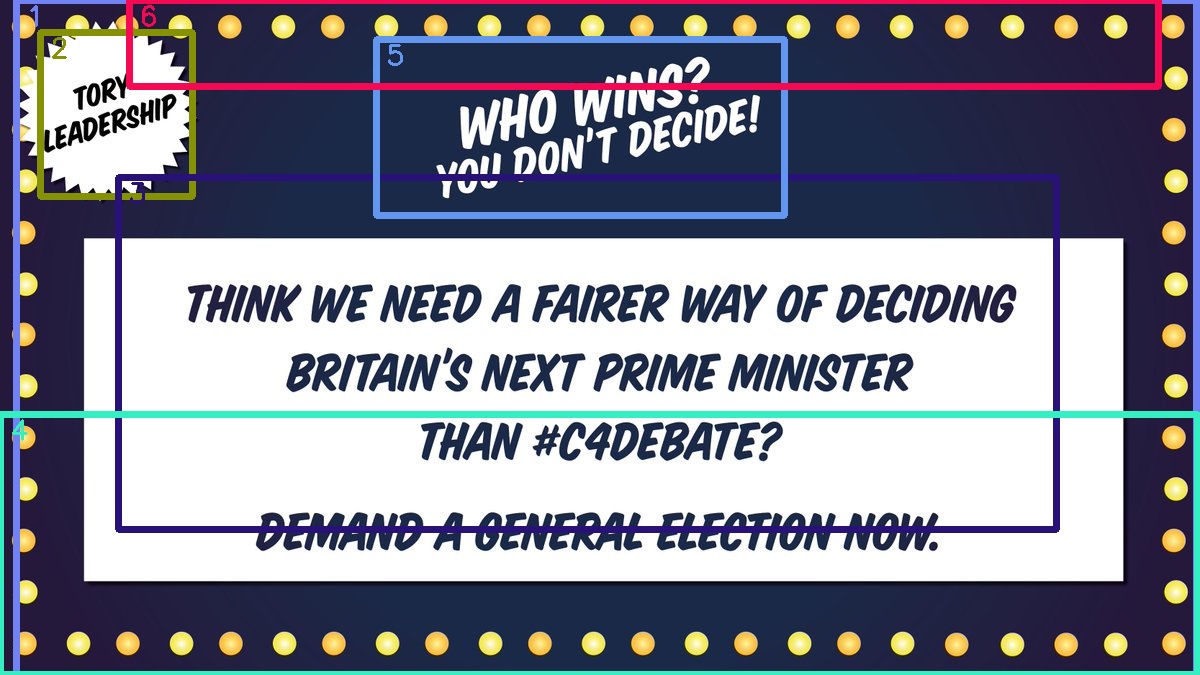 TORY
LEADERSHIP
WHO WINS?
YOU DON'T DECIDE!
THINK WE NEED A FAIRER WAY OF DECIDING
BRITAIN'S NEXT PRIME MINISTER
THAN #C4DEBATE?
DEMAND A GENERAL ELECTION NOW.